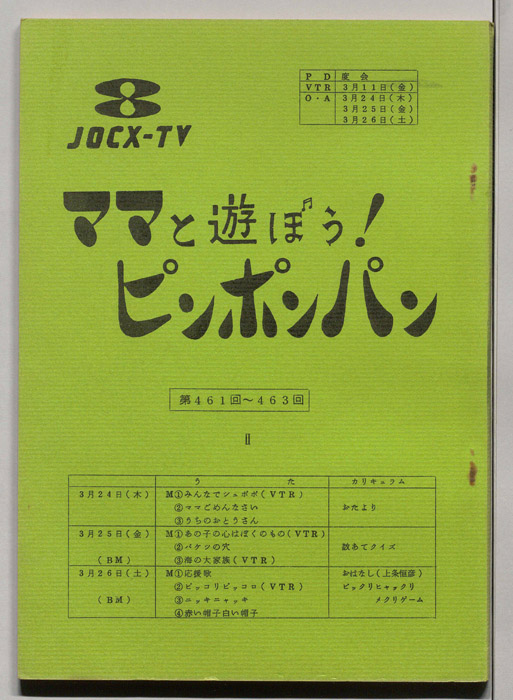 PD 度会
VTR 3月11日(金)
O・A 3月24日(木)
3月25日(金)
3月26日(土)
8
JOCX-TV
ママと遊ぼう!
ピンポンパン
第461回〜463回
Ⅱ
うた カリキュラム
3月24日(木) M①みんなでシュポポ(VTR)
②ママごめんなさい おたより
③うちのおとうさん
3月25日(金) M①あの子の心はぼくのもの(VTR)
②バケツの穴 数あてクイズ
(BM) ③海の大家族(VTR)
3月26日(土) M①応援歌 おはなし(上条恒彦)
②ピッコリピッコロ(VTR) ビックリヒャックリ
(BM) ③ニッキニャッキ メクリゲーム
④赤い帽子白い帽子